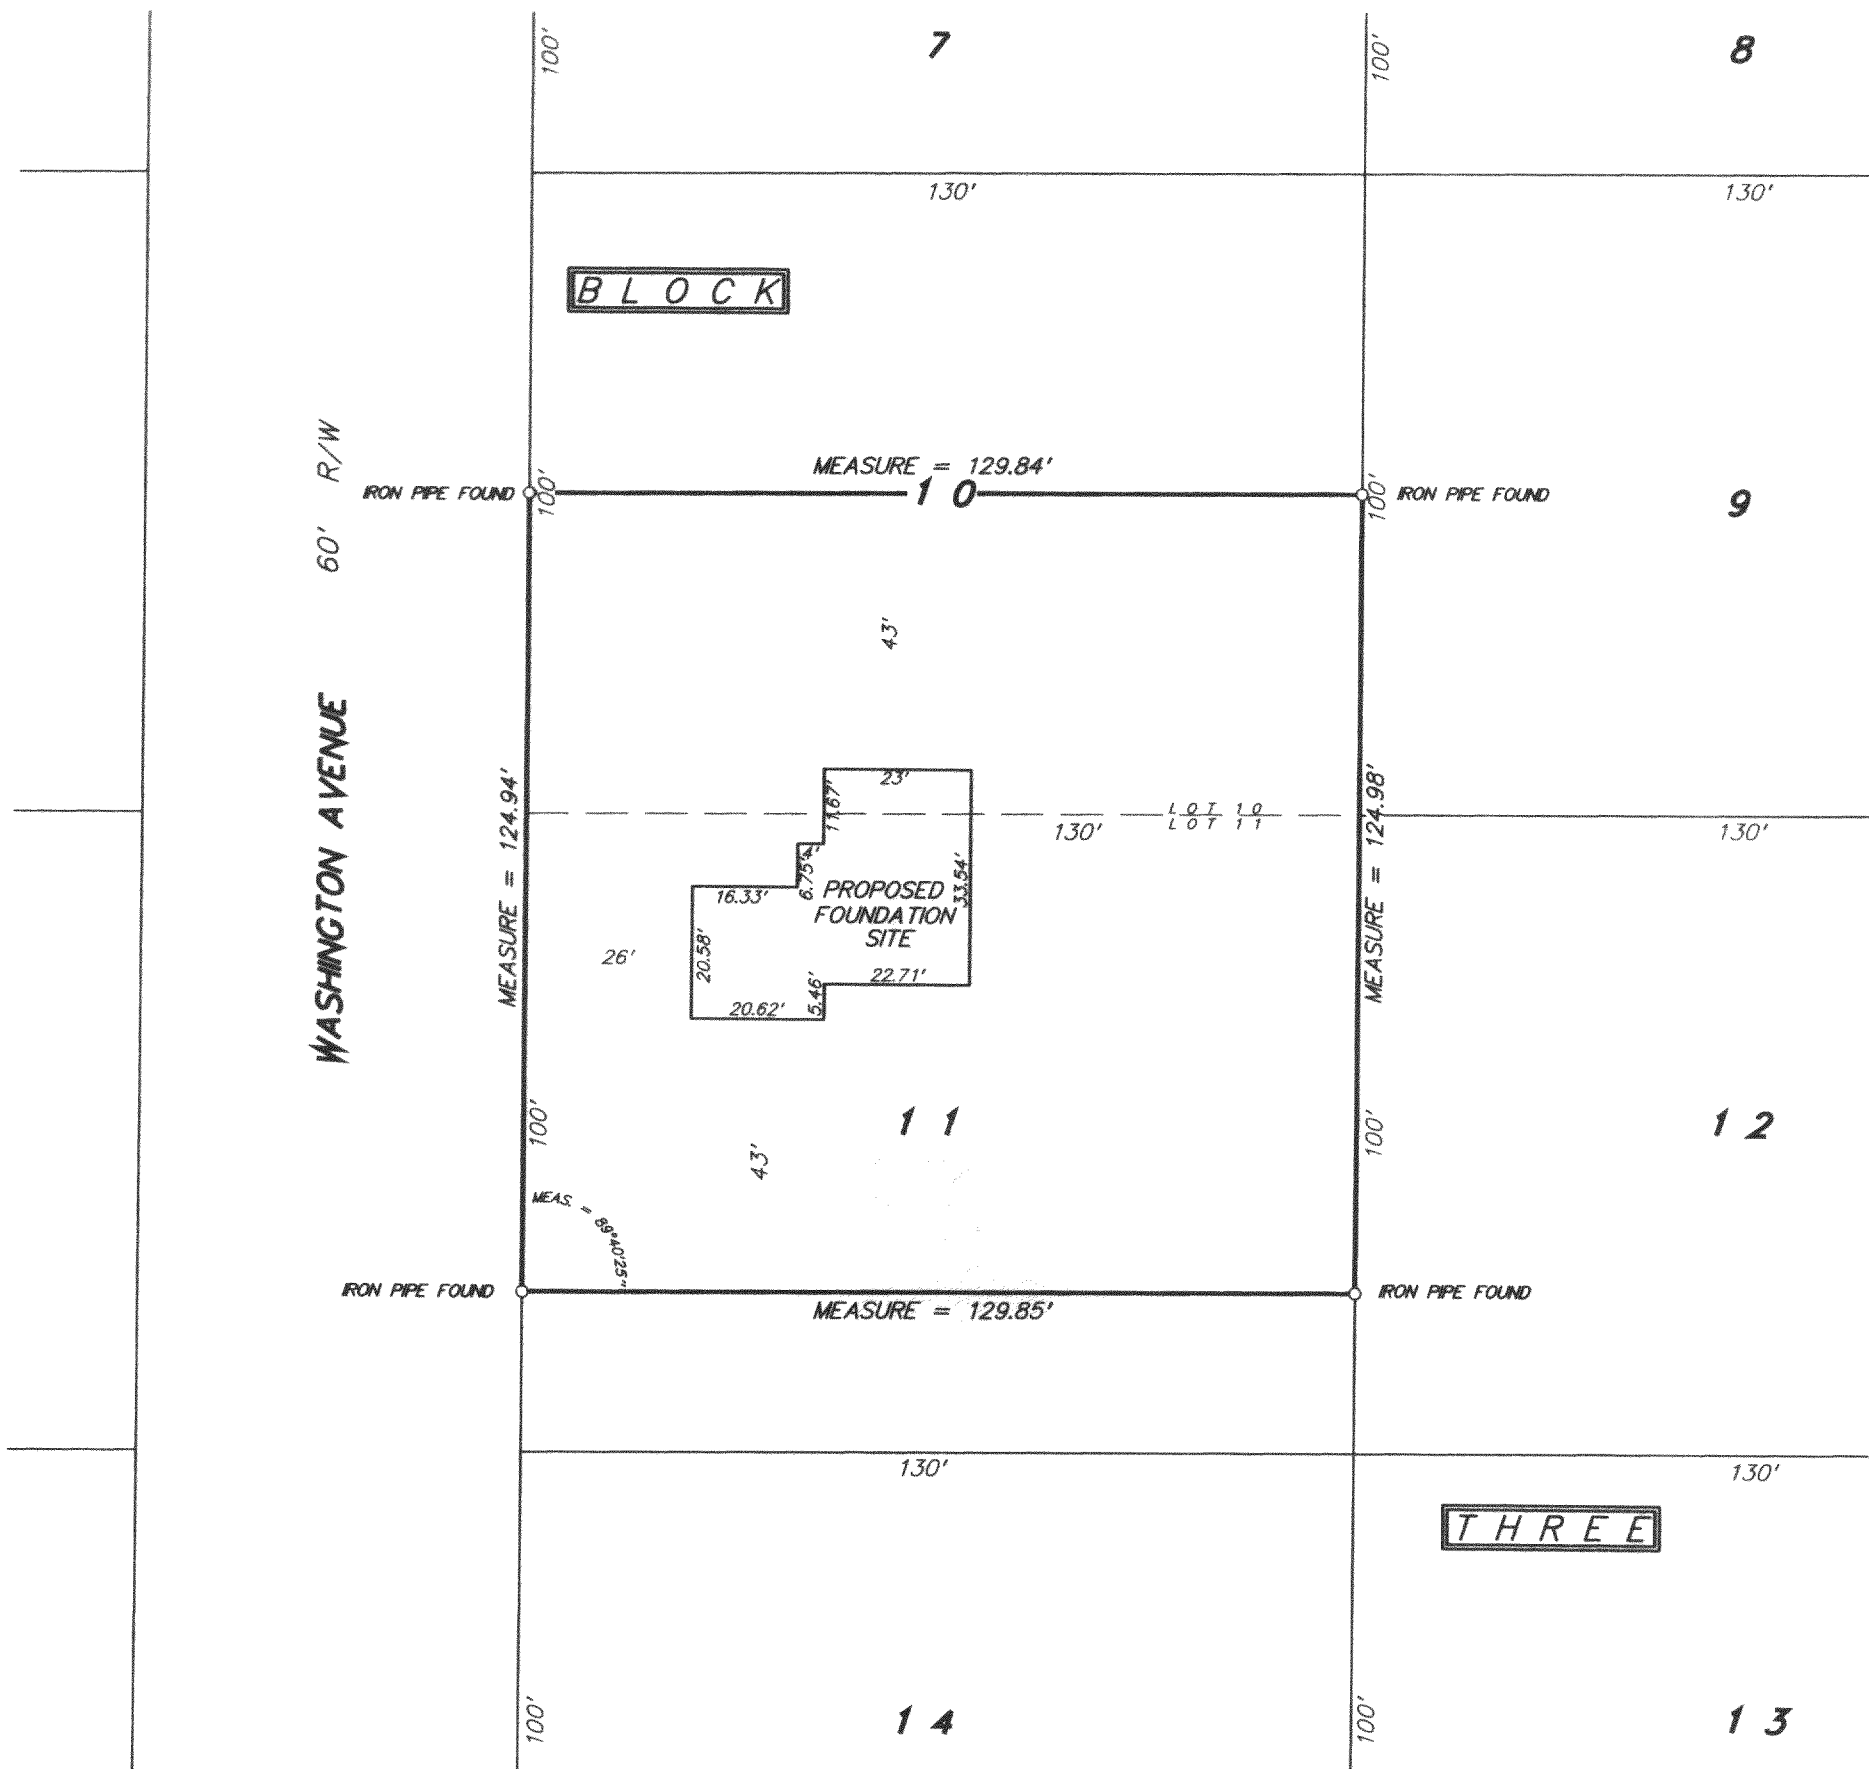 100'
7
100'
8
130'
130'
BLOCK
WASHINGTON AVENUE 60' R/W
MEASURE = 129.84'
IRON PIPE FOUND
100'
10
100'
IRON PIPE FOUND
9
43'
MEASURE = 124.94'
23'
11.67'
MEASURE = 124.98'
LOT 10
LOT 11
130'
130'
4'
6.75'
16.33'
PROPOSED
FOUNDATION
SITE
33.54'
26'
20.58'
22.71'
5.46'
20.62'
100'
11
100'
12
43'
MEAS. = 89°40'25"
IRON PIPE FOUND
IRON PIPE FOUND
MEASURE = 129.85'
130'
130'
THREE
100'
14
100'
13